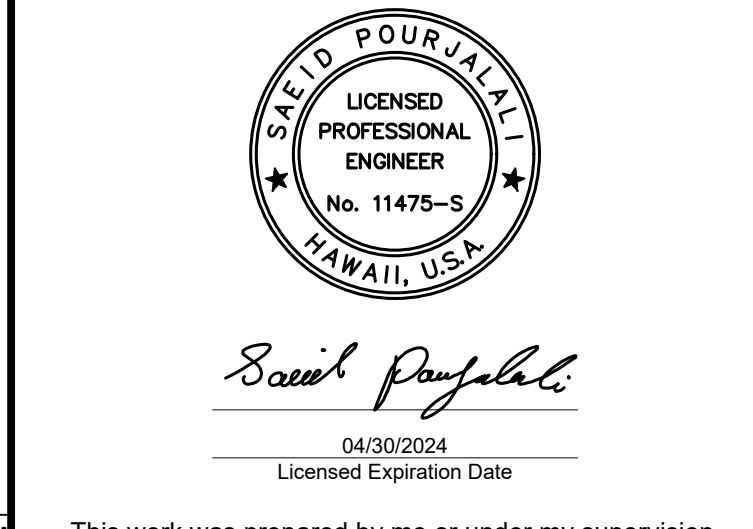 SAEID POURJALALI
LICENSED
PROFESSIONAL
ENGINEER
No. 11475-S
HAWAII, U.S.A.
Saeid Pourjalali
04/30/2024
Licensed Expiration Date
This work was prepared by me or under my supervision